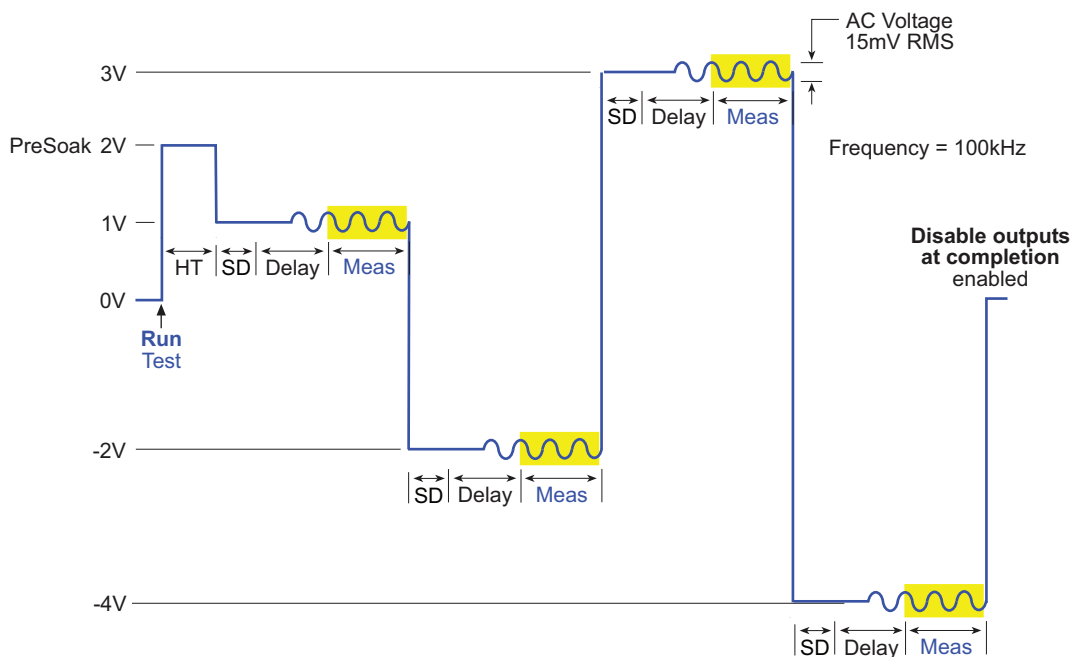 AC Voltage
15mV RMS
3V
SD Delay Meas
PreSoak 2V
Frequency = 100kHz
1V
HT SD Delay Meas
Disable outputs
at completion
enabled
0V
Run
Test
-2V
SD Delay Meas
-4V
SD Delay Meas